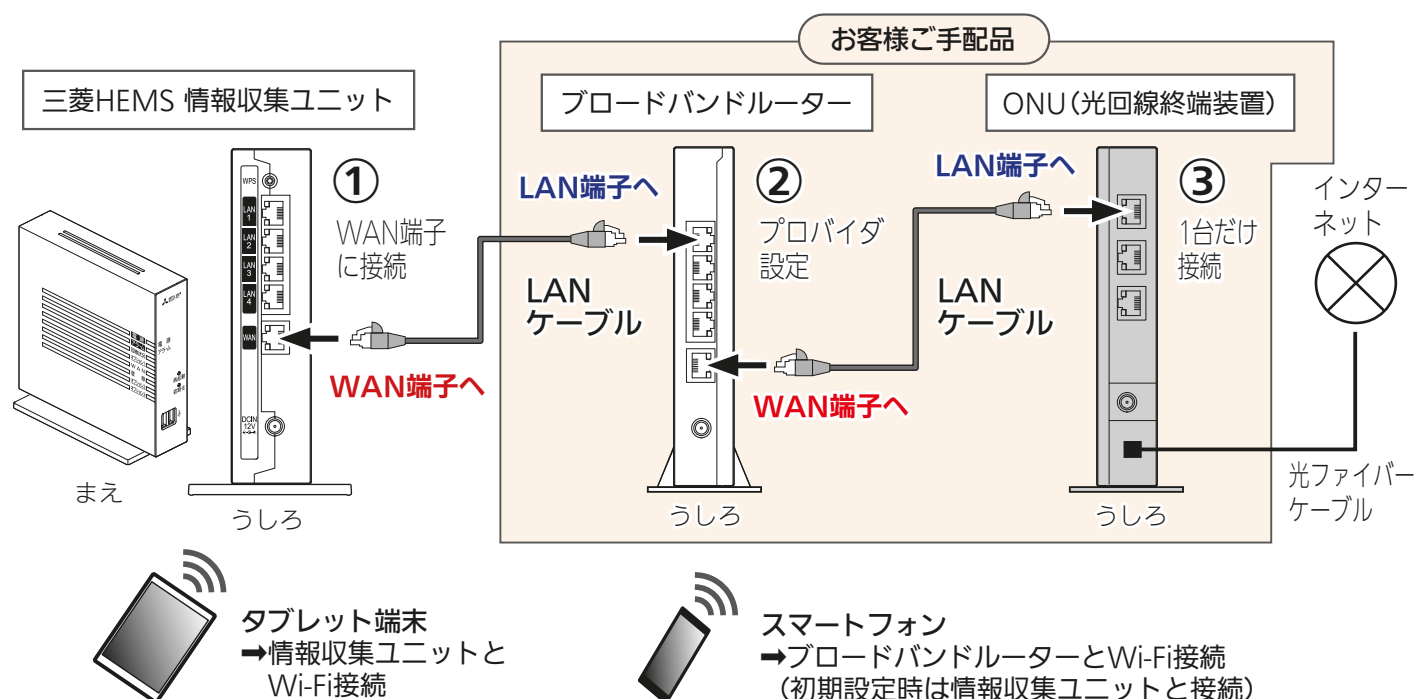 お客様ご手配品
三菱HEMS 情報収集ユニット
ブロードバンドルーター
ONU（光回線終端装置）
①
WAN端子
に接続
WPS
LAN
1
LAN
2
LAN
3
LAN
4
WAN
DCIN
12V
WAN端子へ
LAN
ケーブル
LAN端子へ
②
プロバイダ
設定
WAN端子へ
LAN
ケーブル
LAN端子へ
③
1台だけ
接続
インター
ネット
光ファイバー
ケーブル
まえ
うしろ
うしろ
うしろ
タブレット端末
➡情報収集ユニットと
Wi-Fi接続
スマートフォン
➡ブロードバンドルーターとWi-Fi接続
（初期設定時は情報収集ユニットと接続）